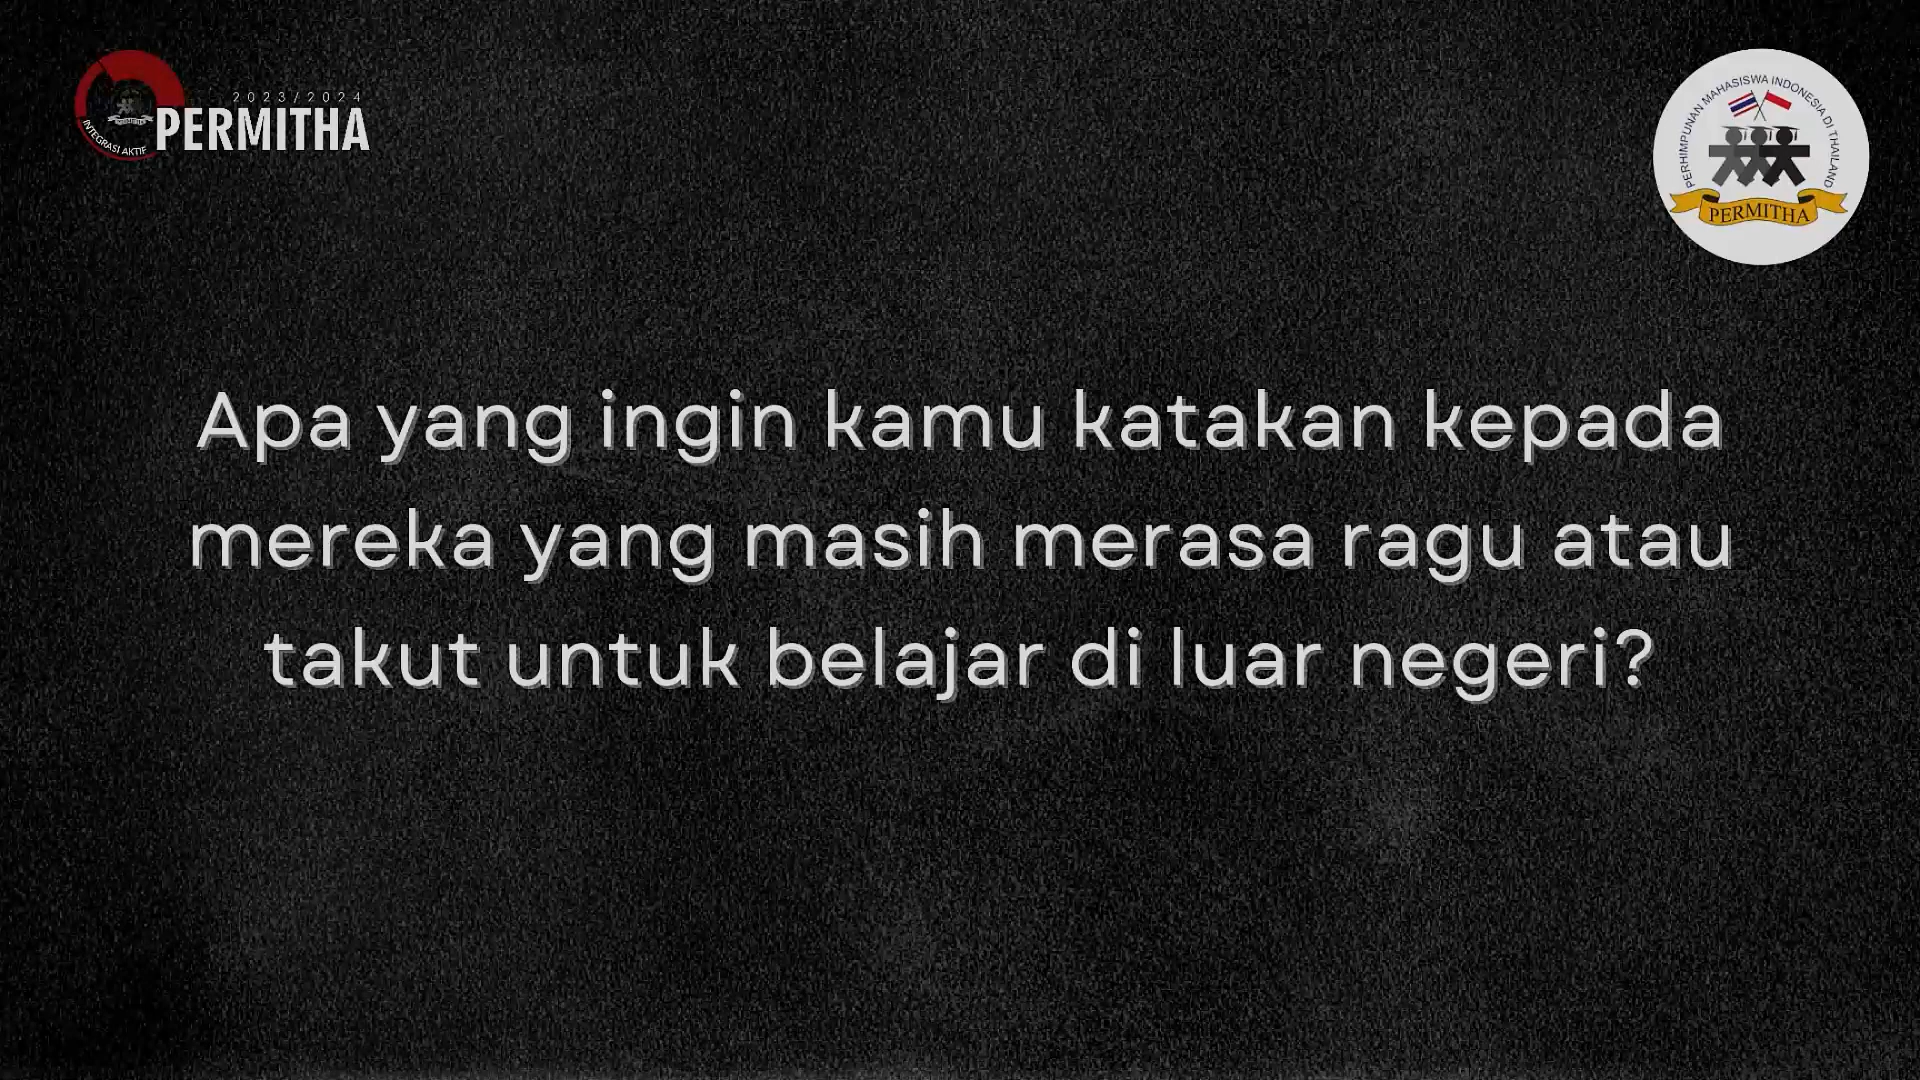 2023/2024
PERMITHA
INTEGRASI AKTIF
PERHIMPUNAN MAHASISWA INDONESIA DI THAILAND
PERMITHA
Apa yang ingin kamu katakan kepada
mereka yang masih merasa ragu atau
takut untuk belajar di luar negeri?